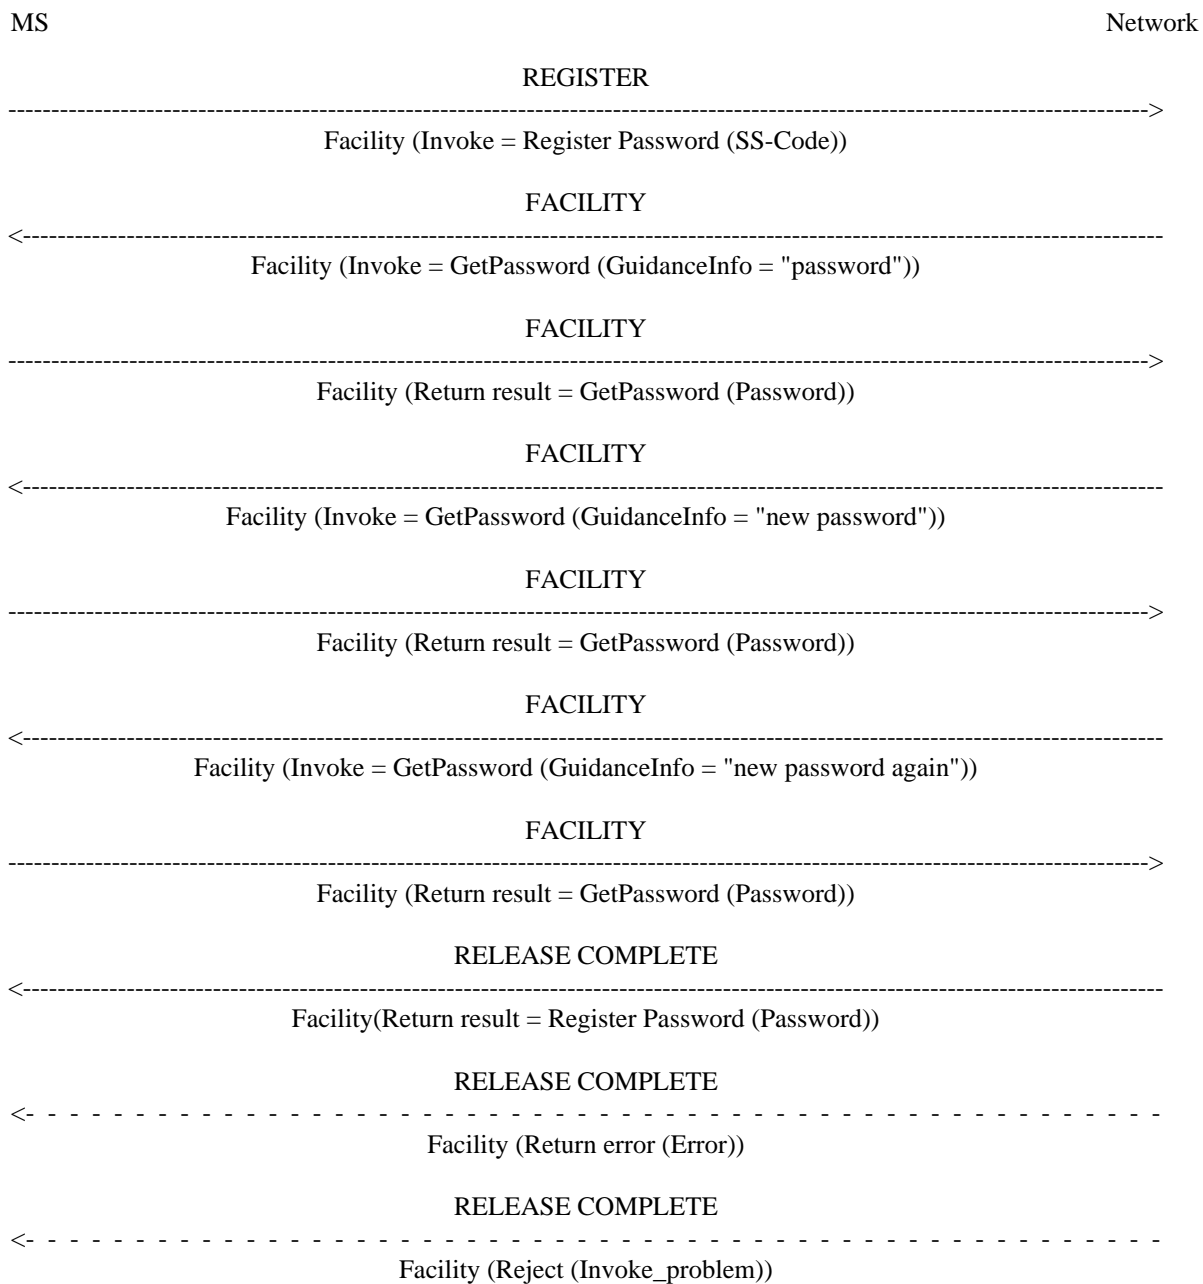 MS Network
REGISTER
Facility (Invoke = Register Password (SS-Code))
FACILITY
Facility (Invoke = GetPassword (GuidanceInfo = "password"))
FACILITY
Facility (Return result = GetPassword (Password))
FACILITY
Facility (Invoke = GetPassword (GuidanceInfo = "new password"))
FACILITY
Facility (Return result = GetPassword (Password))
FACILITY
Facility (Invoke = GetPassword (GuidanceInfo = "new password again"))
FACILITY
Facility (Return result = GetPassword (Password))
RELEASE COMPLETE
Facility(Return result = Register Password (Password))
RELEASE COMPLETE
Facility (Return error (Error))
RELEASE COMPLETE
Facility (Reject (Invoke_problem))